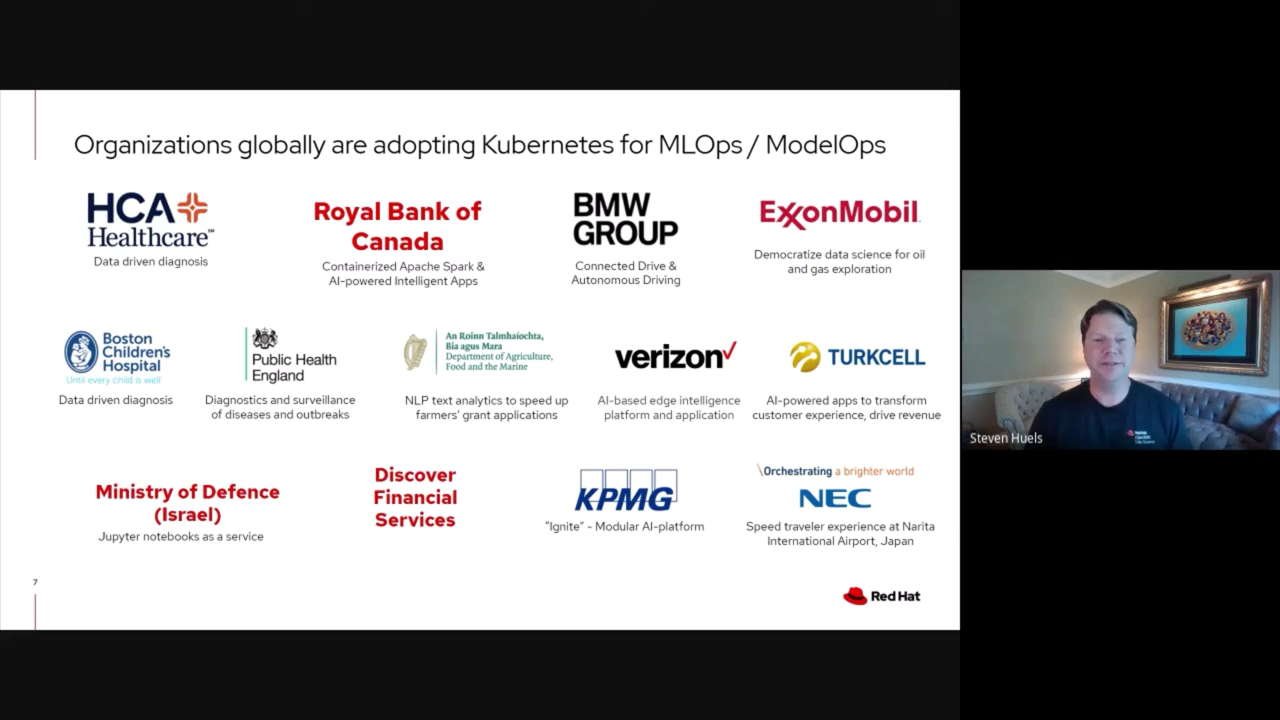 Organizations globally are adopting Kubernetes for MLOps / ModelOps
HCA
Healthcare℠
Data driven diagnosis
Royal Bank of
Canada
Containerized Apache Spark &
AI-powered Intelligent Apps
BMW
GROUP
Connected Drive &
Autonomous Driving
ExxonMobil
Democratize data science for oil
and gas exploration
Boston
Children's
Hospital
Until every child is well
Data driven diagnosis
Public Health
England
Diagnostics and surveillance
of diseases and outbreaks
An Roinn Talmhaíochta,
Bia agus Mara
Department of Agriculture,
Food and the Marine
NLP text analytics to speed up
farmers' grant applications
verizon
AI-based edge intelligence
platform and application
TURKCELL
AI-powered apps to transform
customer experience, drive revenue
Ministry of Defence
(Israel)
Jupyter notebooks as a service
Discover
Financial
Services
KPMG
"Ignite" - Modular AI-platform
\Orchestrating a brighter world
NEC
Speed traveler experience at Narita
International Airport, Japan
7
Red Hat
Steven Huels